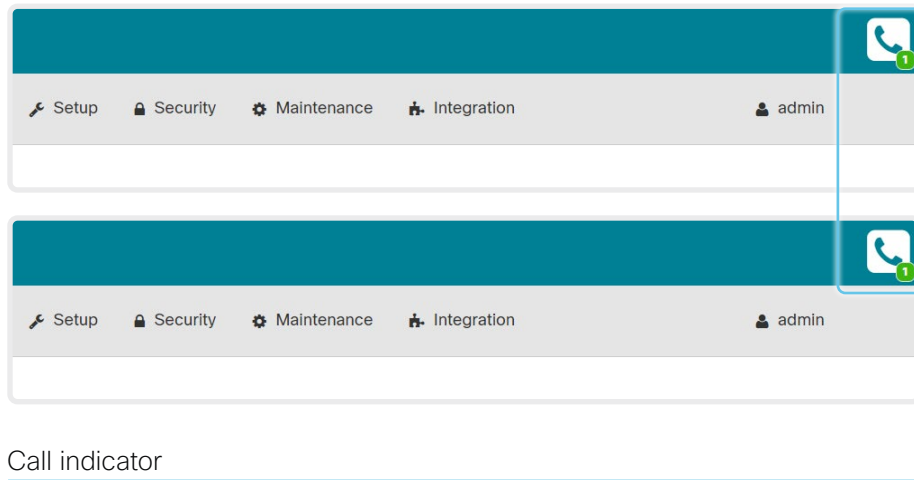 1
Setup Security Maintenance Integration admin
1
Setup Security Maintenance Integration admin
Call indicator